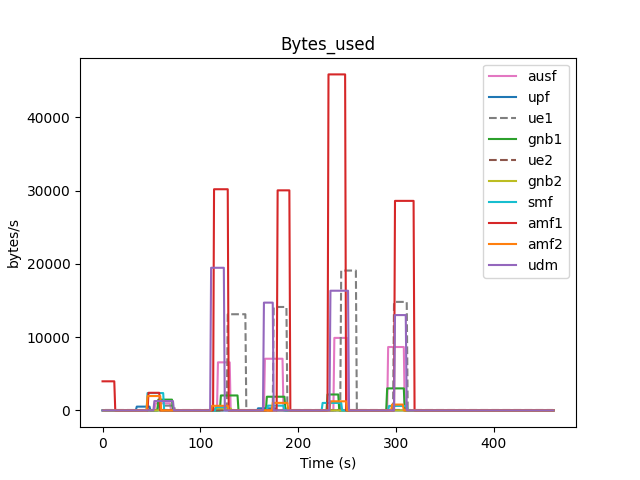 Bytes_used
bytes/s
40000
30000
20000
10000
0
0 100 200 300 400
Time (s)
ausf
upf
ue1
gnb1
ue2
gnb2
smf
amf1
amf2
udm